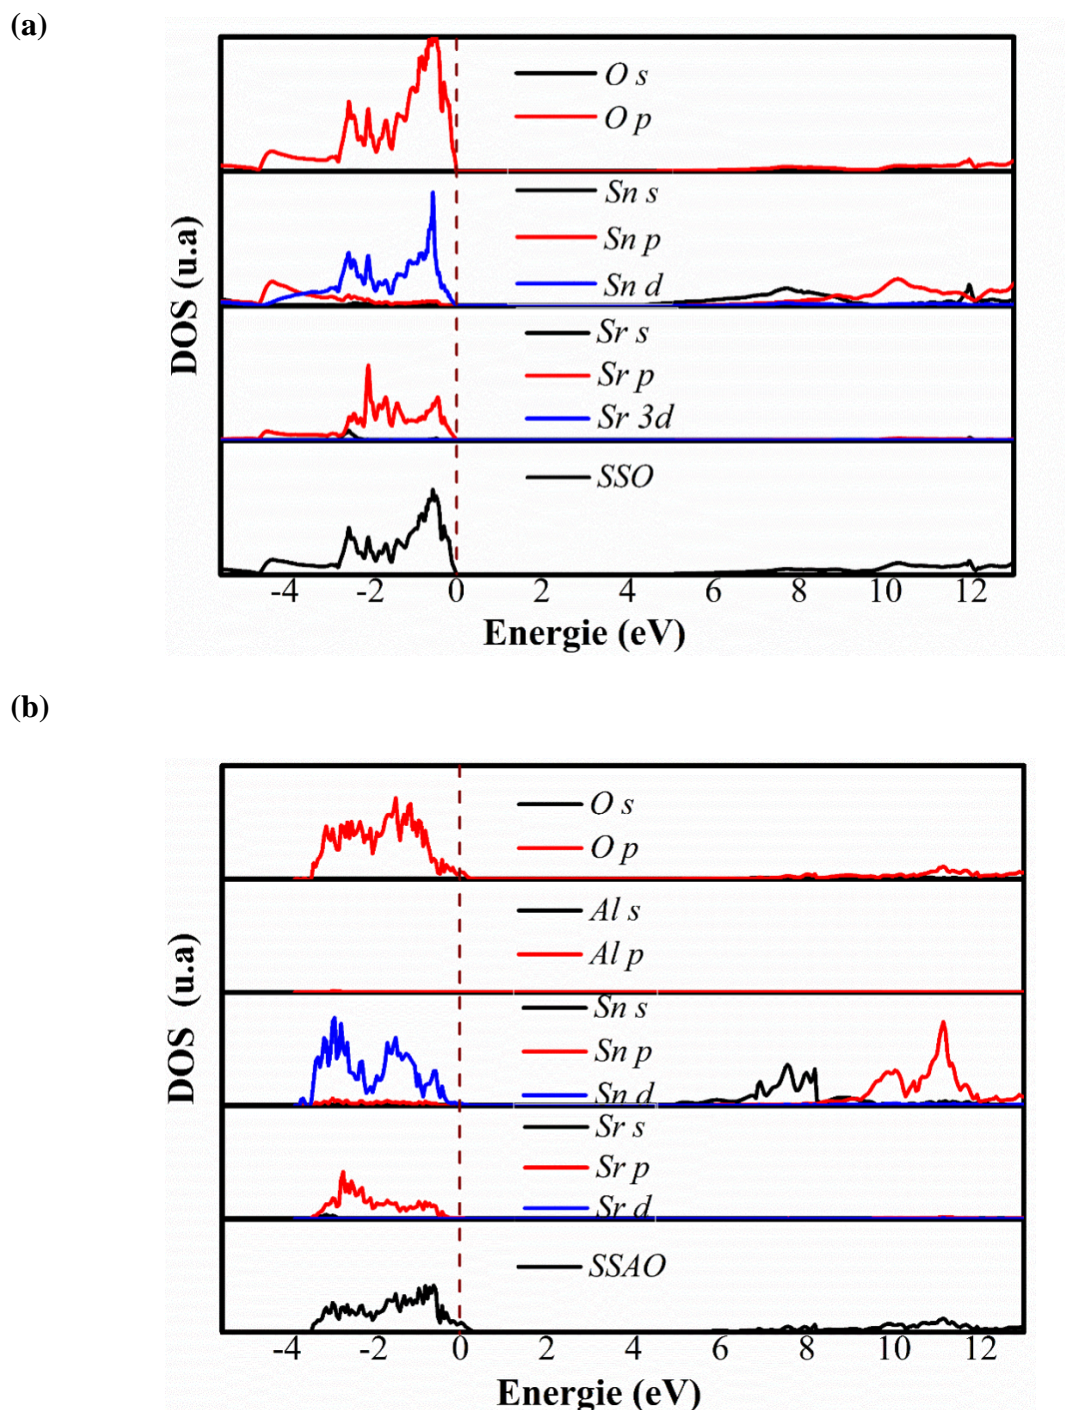 (a)
O s
O p
Sn s
Sn p
Sn d
Sr s
Sr p
Sr 3d
SSO
DOS (u.a)
-4 -2 0 2 4 6 8 10 12
Energie (eV)
(b)
O s
O p
Al s
Al p
Sn s
Sn p
Sn d
Sr s
Sr p
Sr d
SSAO
DOS (u.a)
-4 -2 0 2 4 6 8 10 12
Energie (eV)